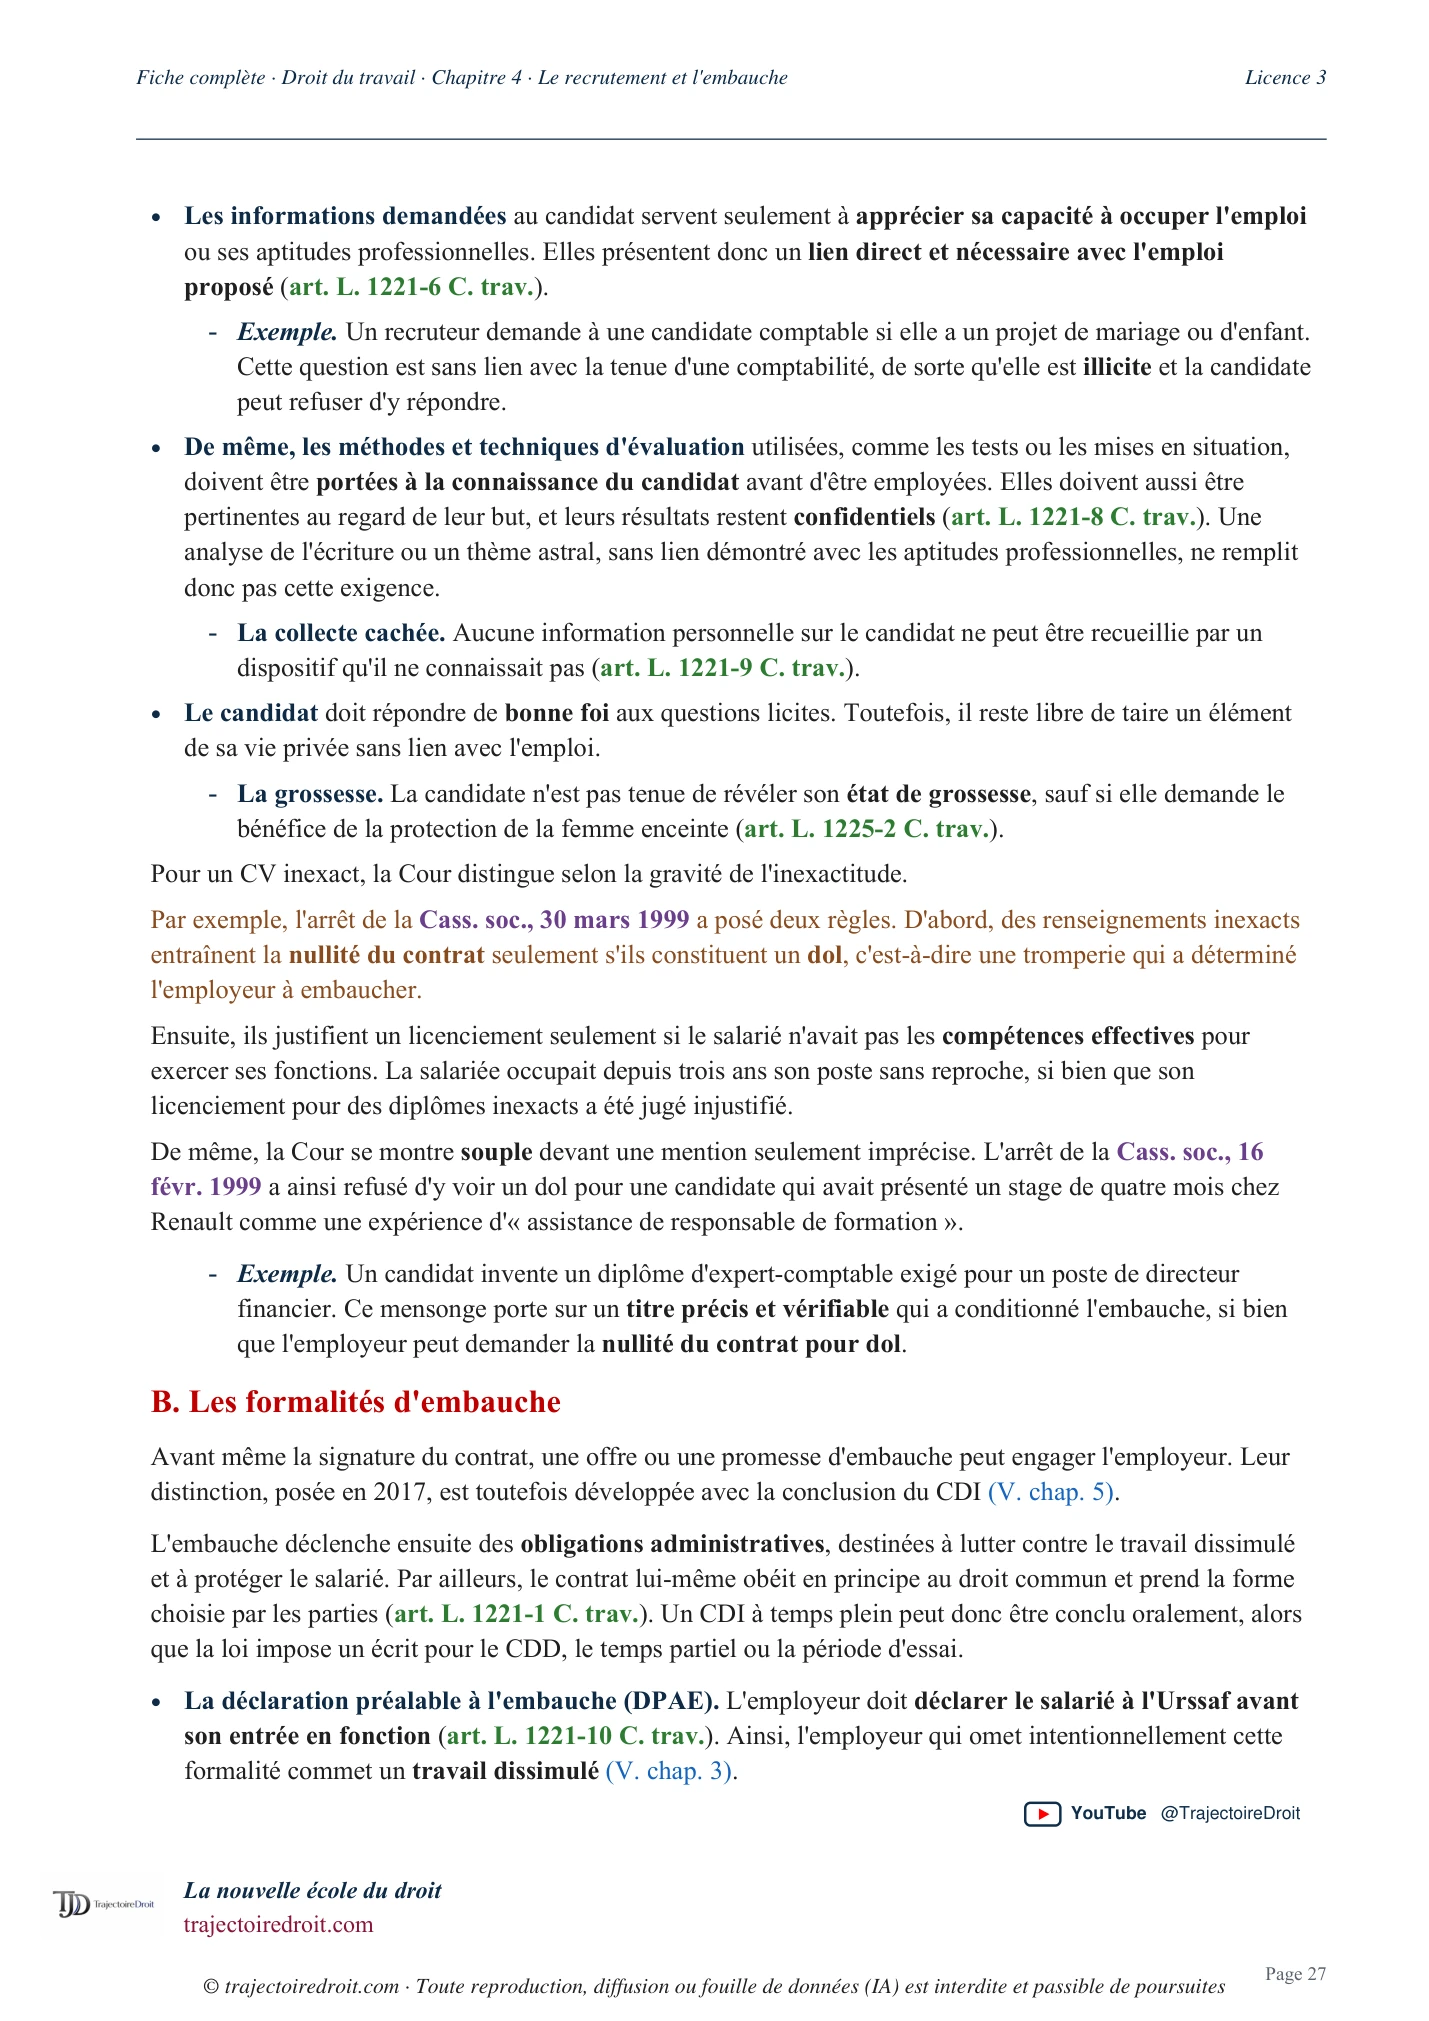 Fiche complète · Droit du travail · Chapitre 4 · Le recrutement et l'embauche
Licence 3
• Les informations demandées au candidat servent seulement à apprécier sa capacité à occuper l'emploi
ou ses aptitudes professionnelles. Elles présentent donc un lien direct et nécessaire avec l'emploi
proposé (art. L. 1221-6 C. trav.).
- Exemple. Un recruteur demande à une candidate comptable si elle a un projet de mariage ou d'enfant.
Cette question est sans lien avec la tenue d'une comptabilité, de sorte qu'elle est illicite et la candidate
peut refuser d'y répondre.
• De même, les méthodes et techniques d'évaluation utilisées, comme les tests ou les mises en situation,
doivent être portées à la connaissance du candidat avant d'être employées. Elles doivent aussi être
pertinentes au regard de leur but, et leurs résultats restent confidentiels (art. L. 1221-8 C. trav.). Une
analyse de l'écriture ou un thème astral, sans lien démontré avec les aptitudes professionnelles, ne remplit
donc pas cette exigence.
- La collecte cachée. Aucune information personnelle sur le candidat ne peut être recueillie par un
dispositif qu'il ne connaissait pas (art. L. 1221-9 C. trav.).
• Le candidat doit répondre de bonne foi aux questions licites. Toutefois, il reste libre de taire un élément
de sa vie privée sans lien avec l'emploi.
- La grossesse. La candidate n'est pas tenue de révéler son état de grossesse, sauf si elle demande le
bénéfice de la protection de la femme enceinte (art. L. 1225-2 C. trav.).
Pour un CV inexact, la Cour distingue selon la gravité de l'inexactitude.
Par exemple, l'arrêt de la Cass. soc., 30 mars 1999 a posé deux règles. D'abord, des renseignements inexacts
entraînent la nullité du contrat seulement s'ils constituent un dol, c'est-à-dire une tromperie qui a déterminé
l'employeur à embaucher.
Ensuite, ils justifient un licenciement seulement si le salarié n'avait pas les compétences effectives pour
exercer ses fonctions. La salariée occupait depuis trois ans son poste sans reproche, si bien que son
licenciement pour des diplômes inexacts a été jugé injustifié.
De même, la Cour se montre souple devant une mention seulement imprécise. L'arrêt de la Cass. soc., 16
févr. 1999 a ainsi refusé d'y voir un dol pour une candidate qui avait présenté un stage de quatre mois chez
Renault comme une expérience d'« assistance de responsable de formation ».
- Exemple. Un candidat invente un diplôme d'expert-comptable exigé pour un poste de directeur
financier. Ce mensonge porte sur un titre précis et vérifiable qui a conditionné l'embauche, si bien
que l'employeur peut demander la nullité du contrat pour dol.
B. Les formalités d'embauche
Avant même la signature du contrat, une offre ou une promesse d'embauche peut engager l'employeur. Leur
distinction, posée en 2017, est toutefois développée avec la conclusion du CDI (V. chap. 5).
L'embauche déclenche ensuite des obligations administratives, destinées à lutter contre le travail dissimulé
et à protéger le salarié. Par ailleurs, le contrat lui-même obéit en principe au droit commun et prend la forme
choisie par les parties (art. L. 1221-1 C. trav.). Un CDI à temps plein peut donc être conclu oralement, alors
que la loi impose un écrit pour le CDD, le temps partiel ou la période d'essai.
• La déclaration préalable à l'embauche (DPAE). L'employeur doit déclarer le salarié à l'Urssaf avant
son entrée en fonction (art. L. 1221-10 C. trav.). Ainsi, l'employeur qui omet intentionnellement cette
formalité commet un travail dissimulé (V. chap. 3).
YouTube @TrajectoireDroit
TJD TrajectoireDroit
La nouvelle école du droit
trajectoiredroit.com
© trajectoiredroit.com · Toute reproduction, diffusion ou fouille de données (IA) est interdite et passible de poursuites
Page 27